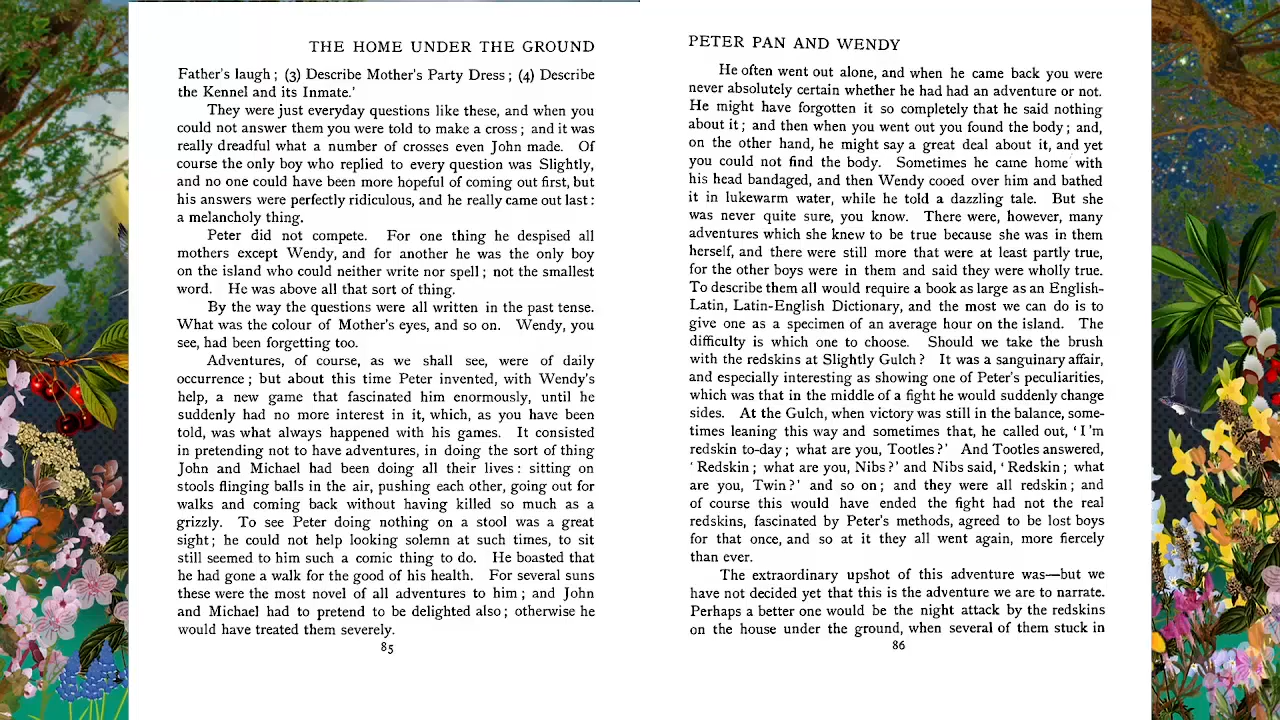 THE HOME UNDER THE GROUND
Father's laugh; (3) Describe Mother's Party Dress; (4) Describe
the Kennel and its Inmate.'
They were just everyday questions like these, and when you
could not answer them you were told to make a cross; and it was
really dreadful what a number of crosses even John made. Of
course the only boy who replied to every question was Slightly,
and no one could have been more hopeful of coming out first, but
his answers were perfectly ridiculous, and he really came out last:
a melancholy thing.
Peter did not compete. For one thing he despised all
mothers except Wendy, and for another he was the only boy
on the island who could neither write nor spell; not the smallest
word. He was above all that sort of thing.
By the way the questions were all written in the past tense.
What was the colour of Mother's eyes, and so on. Wendy, you
see, had been forgetting too.
Adventures, of course, as we shall see, were of daily
occurrence; but about this time Peter invented, with Wendy's
help, a new game that fascinated him enormously, until he
suddenly had no more interest in it, which, as you have been
told, was what always happened with his games. It consisted
in pretending not to have adventures, in doing the sort of thing
John and Michael had been doing all their lives: sitting on
stools flinging balls in the air, pushing each other, going out for
walks and coming back without having killed so much as a
grizzly. To see Peter doing nothing on a stool was a great
sight; he could not help looking solemn at such times, to sit
still seemed to him such a comic thing to do. He boasted that
he had gone a walk for the good of his health. For several suns
these were the most novel of all adventures to him; and John
and Michael had to pretend to be delighted also; otherwise he
would have treated them severely.
85
PETER PAN AND WENDY
He often went out alone, and when he came back you were
never absolutely certain whether he had had an adventure or not.
He might have forgotten it so completely that he said nothing
about it; and then when you went out you found the body; and,
on the other hand, he might say a great deal about it, and yet
you could not find the body. Sometimes he came home with
his head bandaged, and then Wendy cooed over him and bathed
it in lukewarm water, while he told a dazzling tale. But she
was never quite sure, you know. There were, however, many
adventures which she knew to be true because she was in them
herself, and there were still more that were at least partly true,
for the other boys were in them and said they were wholly true.
To describe them all would require a book as large as an English-
Latin, Latin-English Dictionary, and the most we can do is to
give one as a specimen of an average hour on the island. The
difficulty is which one to choose. Should we take the brush
with the redskins at Slightly Gulch? It was a sanguinary affair,
and especially interesting as showing one of Peter's peculiarities,
which was that in the middle of a fight he would suddenly change
sides. At the Gulch, when victory was still in the balance, some-
times leaning this way and sometimes that, he called out, 'I'm
redskin to-day; what are you, Tootles?' And Tootles answered,
'Redskin; what are you, Nibs?' and Nibs said, 'Redskin; what
are you, Twin?' and so on; and they were all redskin; and
of course this would have ended the fight had not the real
redskins, fascinated by Peter's methods, agreed to be lost boys
for that once, and so at it they all went again, more fiercely
than ever.
The extraordinary upshot of this adventure was—but we
have not decided yet that this is the adventure we are to narrate.
Perhaps a better one would be the night attack by the redskins
on the house under the ground, when several of them stuck in
86